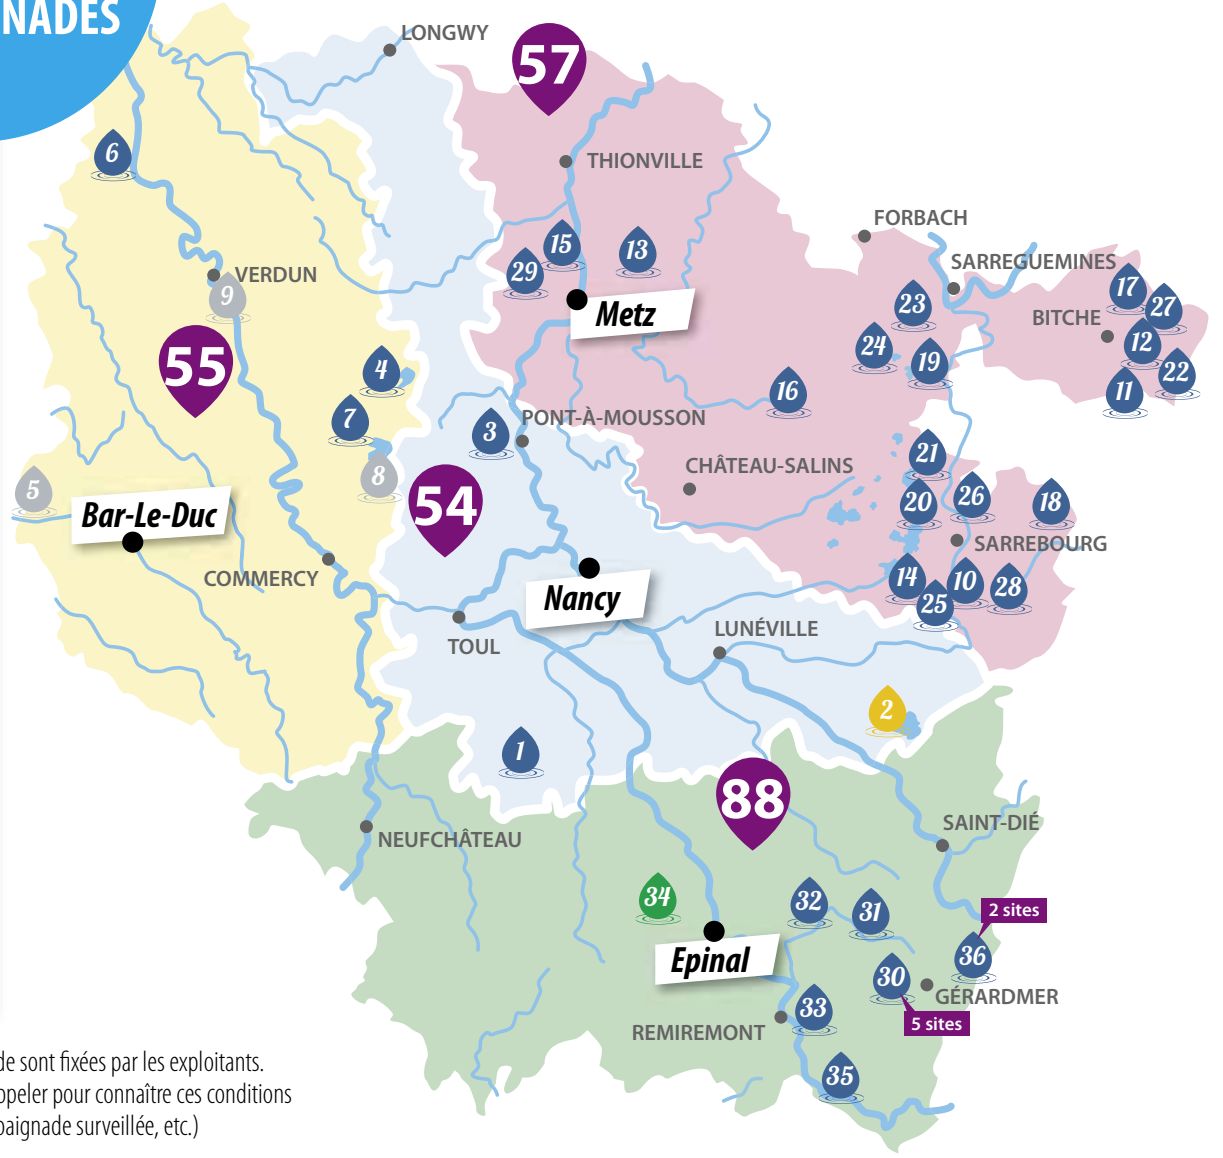 NADES
LONGWY
57
6
THIONVILLE
FORBACH
15
13
29
SARREGUEMINES
VERDUN
9
17
27
23
Metz
BITCHE
12
24
19
22
55
4
16
11
7
3
PONT-À-MOUSSON
21
CHÂTEAU-SALINS
8
5
54
20
26
18
Bar-Le-Duc
SARREBOURG
COMMERCY
14
10
28
Nancy
25
TOUL
LUNÉVILLE
2
1
88
SAINT-DIÉ
NEUFCHÂTEAU
34
32
31
2 sites
Epinal
36
30
GÉRARDMER
33
5 sites
REMIREMONT
35
de sont fixées par les exploitants.
ppeler pour connaître ces conditions
baignade surveillée, etc.)